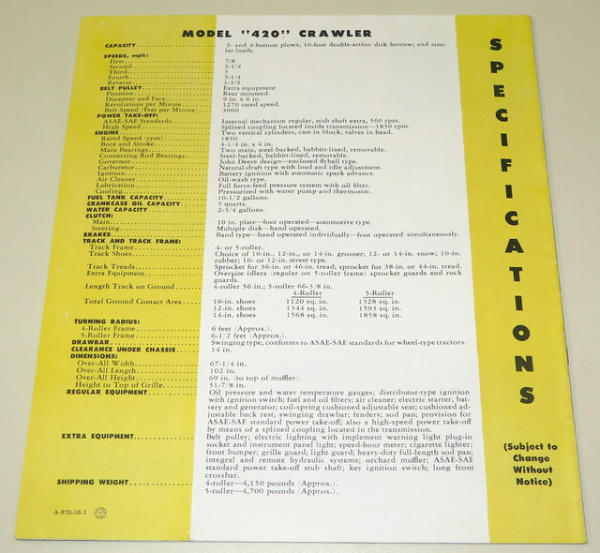 MODEL "420" CRAWLER
SPECIFICATIONS
(Subject to
Change
Without
Notice)
CAPACITY 3- and 4-bottom plows, 10-foot double-action disk harrow; and simi-
lar loads.
SPEEDS, mph:
First 7/8
Second 2-1/4
Third 3
Fourth 5-1/4
Reverse 1-3/4
BELT PULLEY Extra equipment
Position Rear mounted.
Diameter and Face 9 in. x 6 in.
Revolutions per Minute 1270 rated speed.
Belt Speed (Feet per Minute) 3000
POWER TAKE-OFF:
ASAE-SAE Standards Internal mechanism regular, stub shaft extra, 560 rpm.
High Speed Splined coupling located inside transmission—1850 rpm.
ENGINE Two vertical cylinders, cast in block, valves in head.
Rated Speed (rpm) 1850
Bore and Stroke 4-1/4 in. x 4 in.
Main Bearings Two main, steel-backed, babbitt-lined, removable.
Connecting Rod Bearings Steel-backed, babbitt-lined, removable.
Governor John Deere design—enclosed flyball type.
Carburetor Natural-draft type with load and idle adjustment.
Ignition Battery ignition with automatic spark advance.
Air Cleaner Oil-wash type.
Lubrication Full force-feed pressure system with oil filter.
Cooling Pressurized with water pump and thermostat.
FUEL TANK CAPACITY 10-1/2 gallons.
CRANKCASE OIL CAPACITY 5 quarts.
WATER CAPACITY 2-3/4 gallons.
CLUTCH:
Main 10 in. plate—foot operated—automotive type.
Steering Multiple disk—hand operated.
BRAKES Band type—hand operated individually—foot operated simultaneously.
TRACK AND TRACK FRAME:
Track Frame 4- or 5-roller.
Track Shoes Choice of 10-in., 12-in., or 14-in. grouser; 12- or 14-in. snow; 10-in.
rubber; 10- or 12-in. street type.
Track Treads Sprocket for 36-in. or 46-in. tread; sprocket for 38-in. or 44-in. tread.
Extra Equipment Oversize idlers (regular on 5-roller frame) sprocket guards and rock
guards.
Length Track on Ground 4-roller 56 in.; 5-roller 66-3/8 in.
4-Roller 5-Roller
Total Ground Contact Area 10-in. shoes 1120 sq. in. 1328 sq. in.
12-in. shoes 1344 sq. in. 1593 sq. in.
14-in. shoes 1568 sq. in. 1858 sq. in.
TURNING RADIUS:
4-Roller Frame 6 feet (Approx.).
5-Roller Frame 6-1/2 feet (Approx.).
DRAWBAR Swinging type, conforms to ASAE-SAE standards for wheel-type tractors.
CLEARANCE UNDER CHASSIS 14 in.
DIMENSIONS:
Over-All Width 67-1/4 in.
Over-All Length 102 in.
Over-All Height 69 in. (to top of muffler).
Height to Top of Grille 51-7/8 in.
REGULAR EQUIPMENT Oil pressure and water temperature gauges; distributor-type ignition
with ignition switch; fuel and oil filters; air cleaner; electric starter, bat-
tery and generator; coil-spring cushioned adjustable seat; cushioned ad-
justable back rest, swinging drawbar; fenders; sod pan; provision for
ASAE-SAE standard power take-off; also a high-speed power take-off
by means of a splined coupling located in the transmission.
EXTRA EQUIPMENT Belt pulley; electric lighting with implement warning light plug-in
socket and instrument panel light; speed-hour meter; cigarette lighter;
front bumper; grille guard; light guard; heavy-duty full-length sod pan;
integral and remote hydraulic systems; orchard muffler; ASAE-SAE
standard power take-off stub shaft; key ignition switch; long front
crossbar.
SHIPPING WEIGHT 4-roller—4,150 pounds (Approx.).
5-roller—4,700 pounds (Approx.).
A-970-56-1